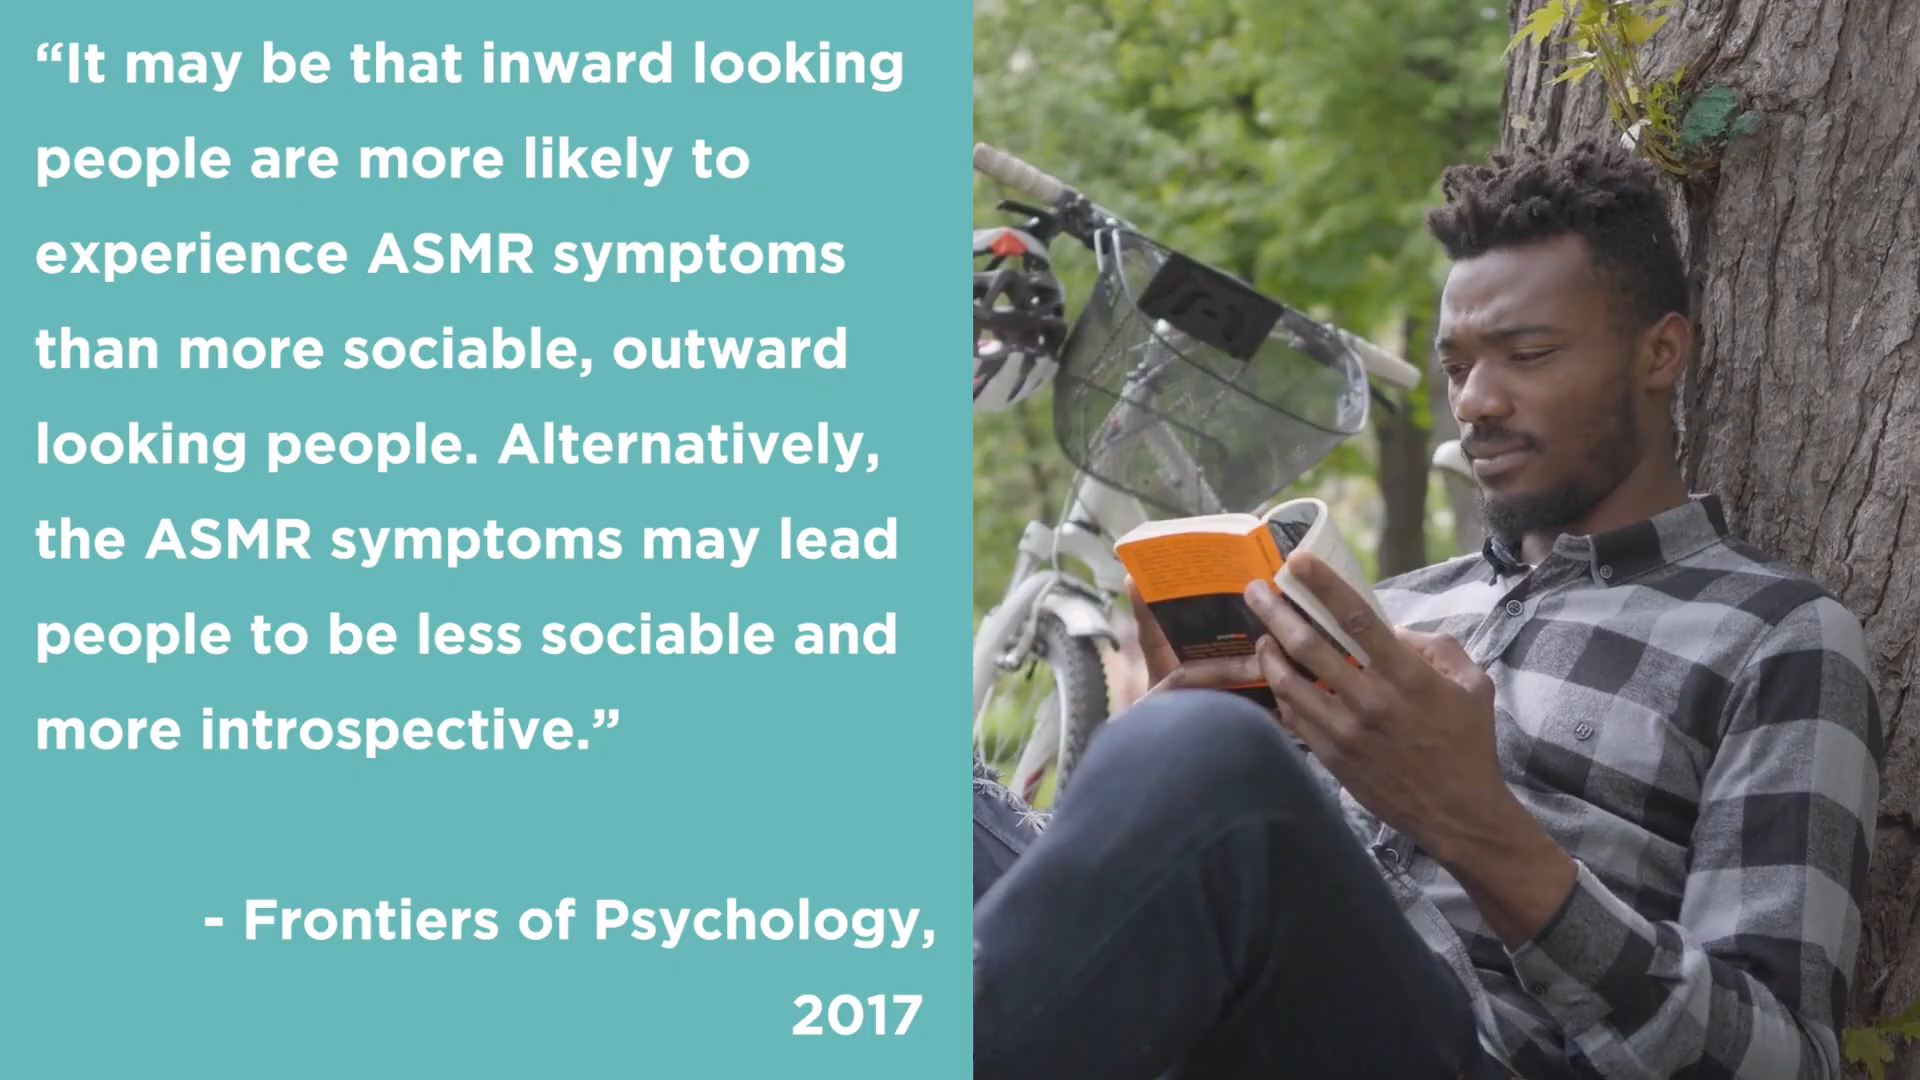 “It may be that inward looking
people are more likely to
experience ASMR symptoms
than more sociable, outward
looking people. Alternatively,
the ASMR symptoms may lead
people to be less sociable and
more introspective.”
- Frontiers of Psychology,
2017